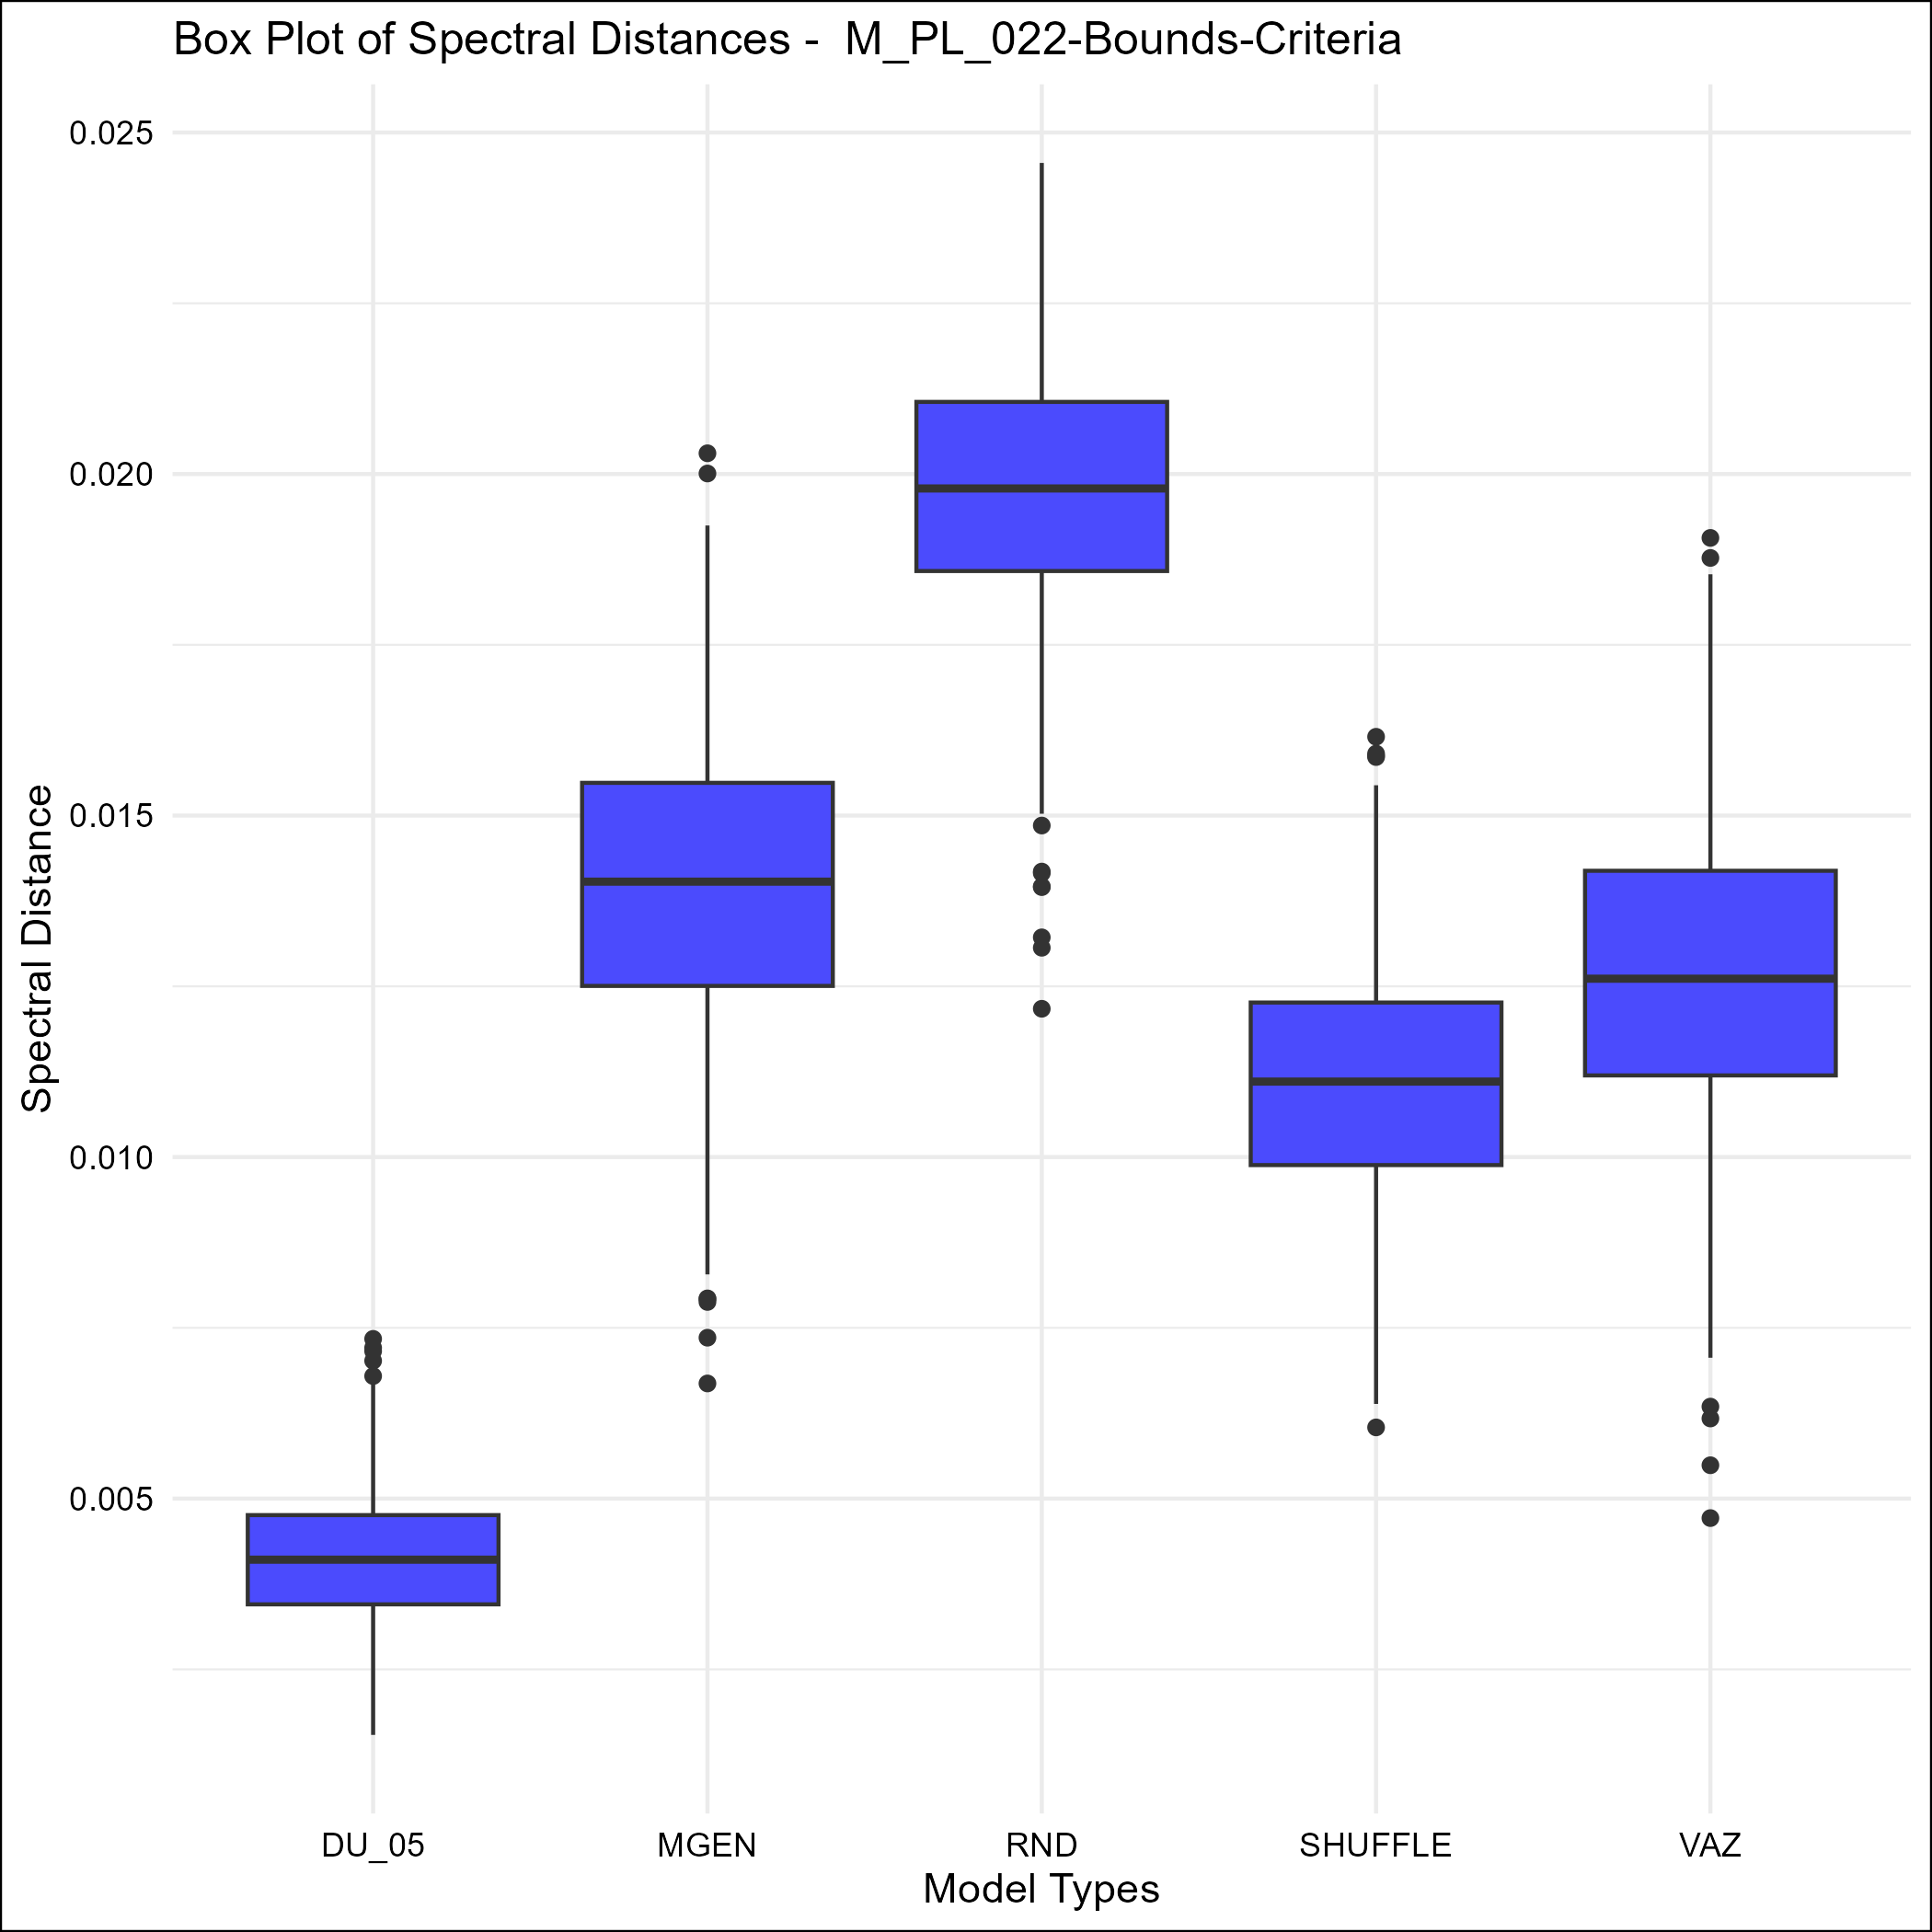 Box Plot of Spectral Distances -  M_PL_022-Bounds-Criteria
0.025
0.020
0.015
0.010
0.005
Spectral Distance
DU_05 MGEN RND SHUFFLE VAZ
Model Types